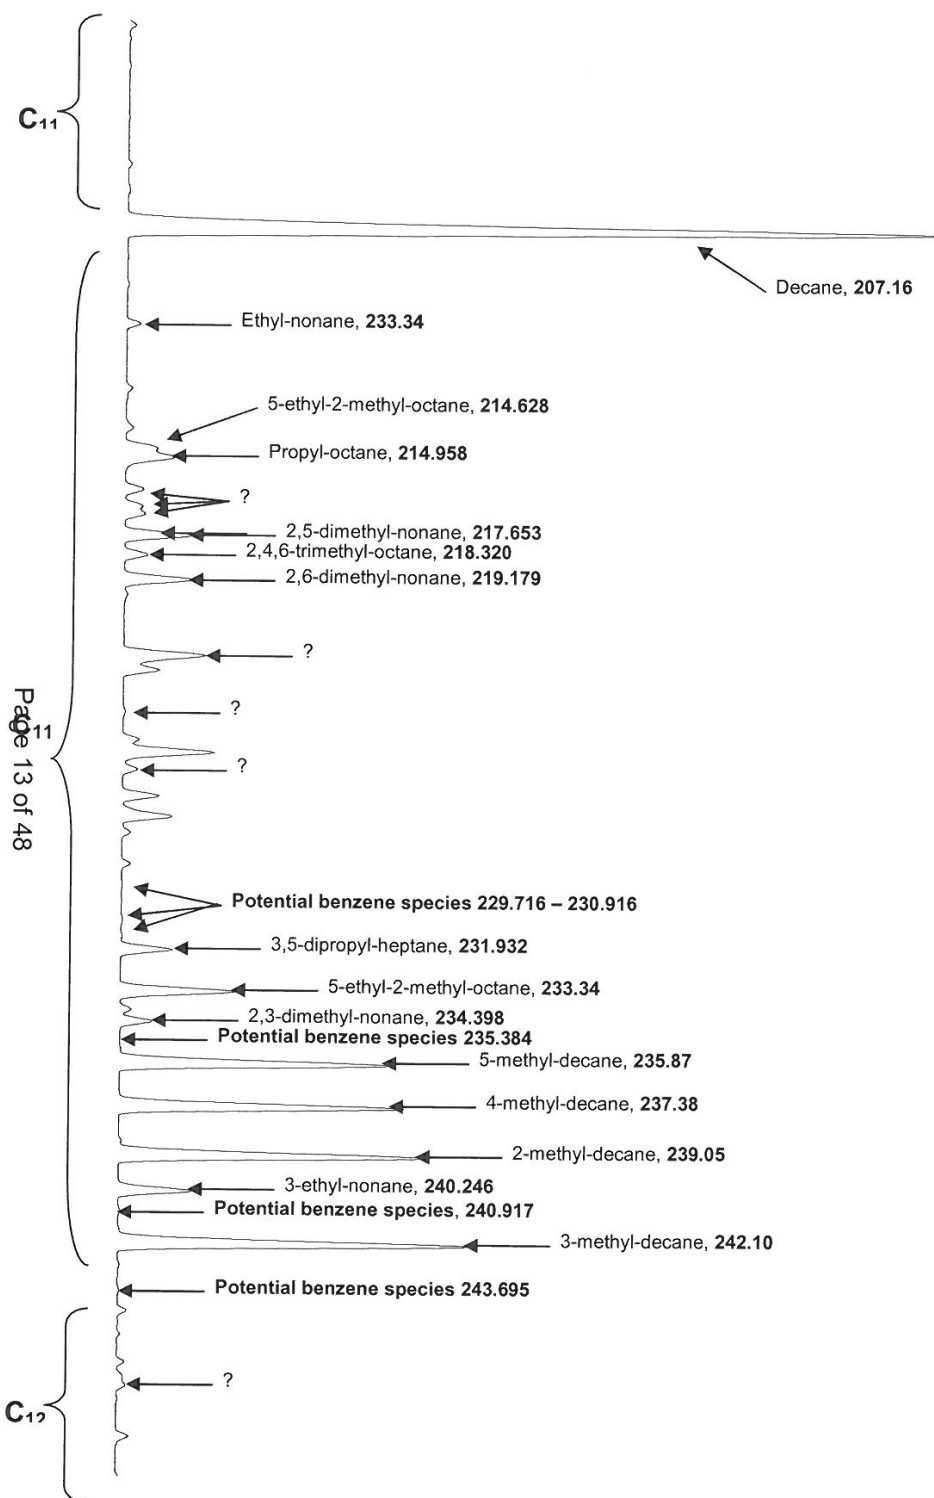 C₁₁
Decane, 207.16
Ethyl-nonane, 233.34
5-ethyl-2-methyl-octane, 214.628
Propyl-octane, 214.958
?
2,5-dimethyl-nonane, 217.653
2,4,6-trimethyl-octane, 218.320
2,6-dimethyl-nonane, 219.179
?
?
C₁₁
Page 13 of 48
?
Potential benzene species 229.716 – 230.916
3,5-dipropyl-heptane, 231.932
5-ethyl-2-methyl-octane, 233.34
2,3-dimethyl-nonane, 234.398
Potential benzene species 235.384
5-methyl-decane, 235.87
4-methyl-decane, 237.38
2-methyl-decane, 239.05
3-ethyl-nonane, 240.246
Potential benzene species, 240.917
3-methyl-decane, 242.10
Potential benzene species 243.695
?
C₁₂